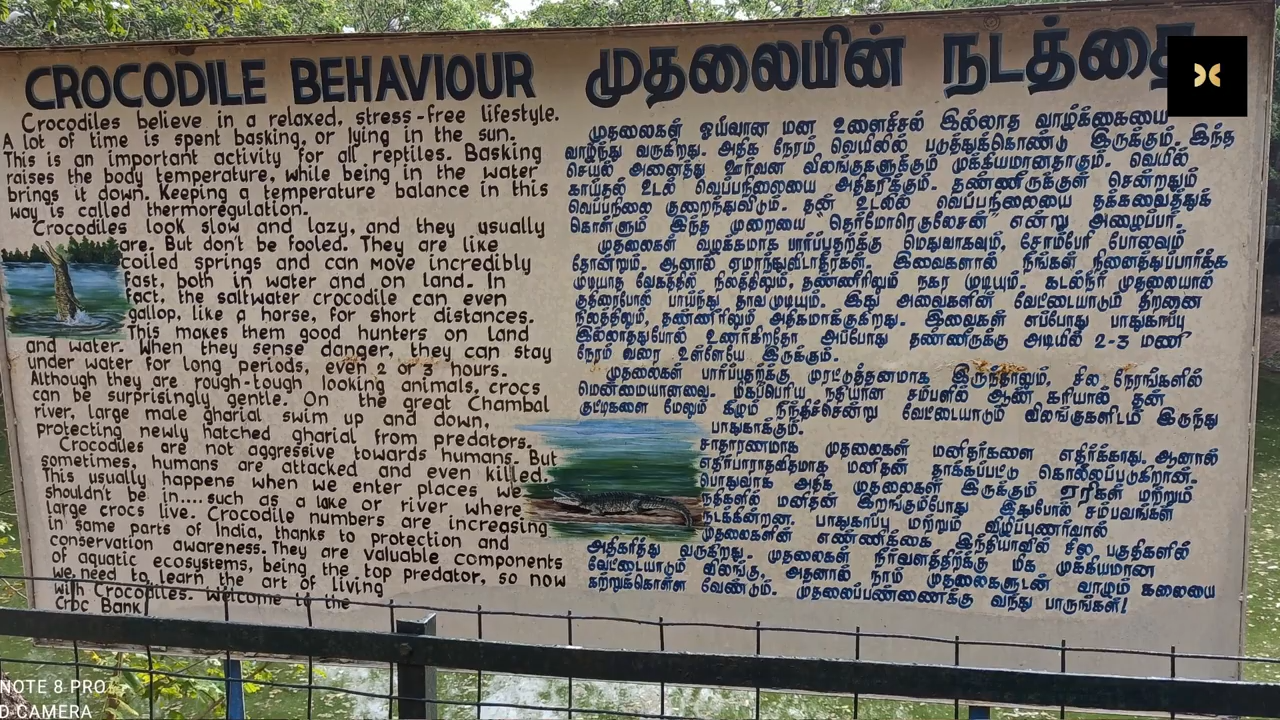 CROCODILE BEHAVIOUR
Crocodiles believe in a relaxed, stress-free lifestyle.
A lot of time is spent basking, or lying in the sun.
This is an important activity for all reptiles. Basking
raises the body temperature, while being in the water
brings it down. Keeping a temperature balance in this
way is called thermoregulation.
Crocodiles look slow and lazy, and they usually
are. But don't be fooled. They are like
coiled springs and can move incredibly
fast, both in water and on land. In
fact, the saltwater crocodile can even
gallop, like a horse, for short distances.
This makes them good hunters on land
and water. When they sense danger, they can stay
under water for long periods, even 2 or 3 hours.
Although they are rough-tough looking animals, crocs
can be surprisingly gentle. On the great Chambal
river, large male gharial swim up and down,
protecting newly hatched gharial from predators.
Crocodiles are not aggressive towards humans. But
sometimes, humans are attacked and even killed.
This usually happens when we enter places we
shouldn't be in.... such as a lake or river where
large crocs live. Crocodile numbers are increasing
in some parts of India, thanks to protection and
conservation awareness. They are valuable components
of aquatic ecosystems, being the top predator, so now
we need to learn the art of living
with Crocodiles. Welcome to the
Croc Bank
முதலையின் நடத்தை
முதலைகள் ஓய்வான மன உளைச்சல் இல்லாத வாழ்க்கையை
வாழ்ந்து வருகிறது. அதிக நேரம் வெயிலில் படுத்துக்கொண்டு இருக்கும். இந்த
செயல் அனைத்து ஊர்வன விலங்குகளுக்கும் முக்கியமானதாகும். வெயில்
காய்தல் உடல் வெப்பநிலையை அதிகரிக்கும். தண்ணீருக்குள் சென்றதும்
வெப்பநிலை குறைந்துவிடும். தன் உடலில் வெப்பநிலையை தக்கவைத்துக்
கொள்ளும் இந்த முறையை "தெர்மோரெகுலேசன்" என்று அழைப்பர்.
முதலைகள் வழக்கமாக பார்ப்பதற்க்கு மெதுவாகவும், சோம்பேறி போலவும்
தோன்றும். ஆனால் ஏமாந்துவிடாதீர்கள். இவைகளால் நீங்கள் நினைத்துப்பார்க்க
முடியாத வேகத்தில் நிலத்திலும், தண்ணீரிலும் நகர முடியும். கடல்நீர் முதலையால்
குதிரைபோல் பாய்ந்து தாவ முடியும். இது அவைகளின் வேட்டையாடும் திறனை
நிலத்திலும், தண்ணீரிலும் அதிகமாக்குகிறது. இவைகள் எப்போது பாதுகாப்பு
இல்லாததுபோல் உணர்கிறதோ அப்போது தண்ணீருக்கு அடியில் 2-3 மணி
நேரம் வரை உள்ளேயே இருக்கும்.
முதலைகள் பார்ப்பதற்க்கு முரட்டுத்தனமாக இருந்தாலும், சில நேரங்களில்
மென்மையானவை. மிகப்பெரிய நதியான சம்பலில் ஆண் கரியால் தன்
குட்டிகளை மேலும் கீழும் நீந்திச்சென்று வேட்டையாடும் விலங்குகளிடம் இருந்து
பாதுகாக்கும்.
சாதாரணமாக முதலைகள் மனிதர்களை எதிர்க்காது. ஆனால்
எதிர்பாராதவிதமாக மனிதன் தாக்கப்பட்டு கொல்லப்படுகிறான்.
பொதுவாக அதிக முதலைகள் இருக்கும் ஏரிகள் மற்றும்
நதிகளில் மனிதன் இறங்கும்போது இதுபோல் சம்பவங்கள்
நடக்கின்றன. பாதுகாப்பு மற்றும் விழிப்புணர்வால்
முதலைகளின் எண்ணிக்கை இந்தியாவில் சில பகுதிகளில்
அதிகரித்து வருகிறது. முதலைகள் நீர்வளத்திற்க்கு மிக முக்கியமான
வேட்டையாடும் விலங்கு, அதனால் நாம் முதலைகளுடன் வாழும் கலையை
கற்றுக்கொள்ள வேண்டும். முதலைப்பண்ணைக்கு வந்து பாருங்கள்!
NOTE 8 PRO
D CAMERA